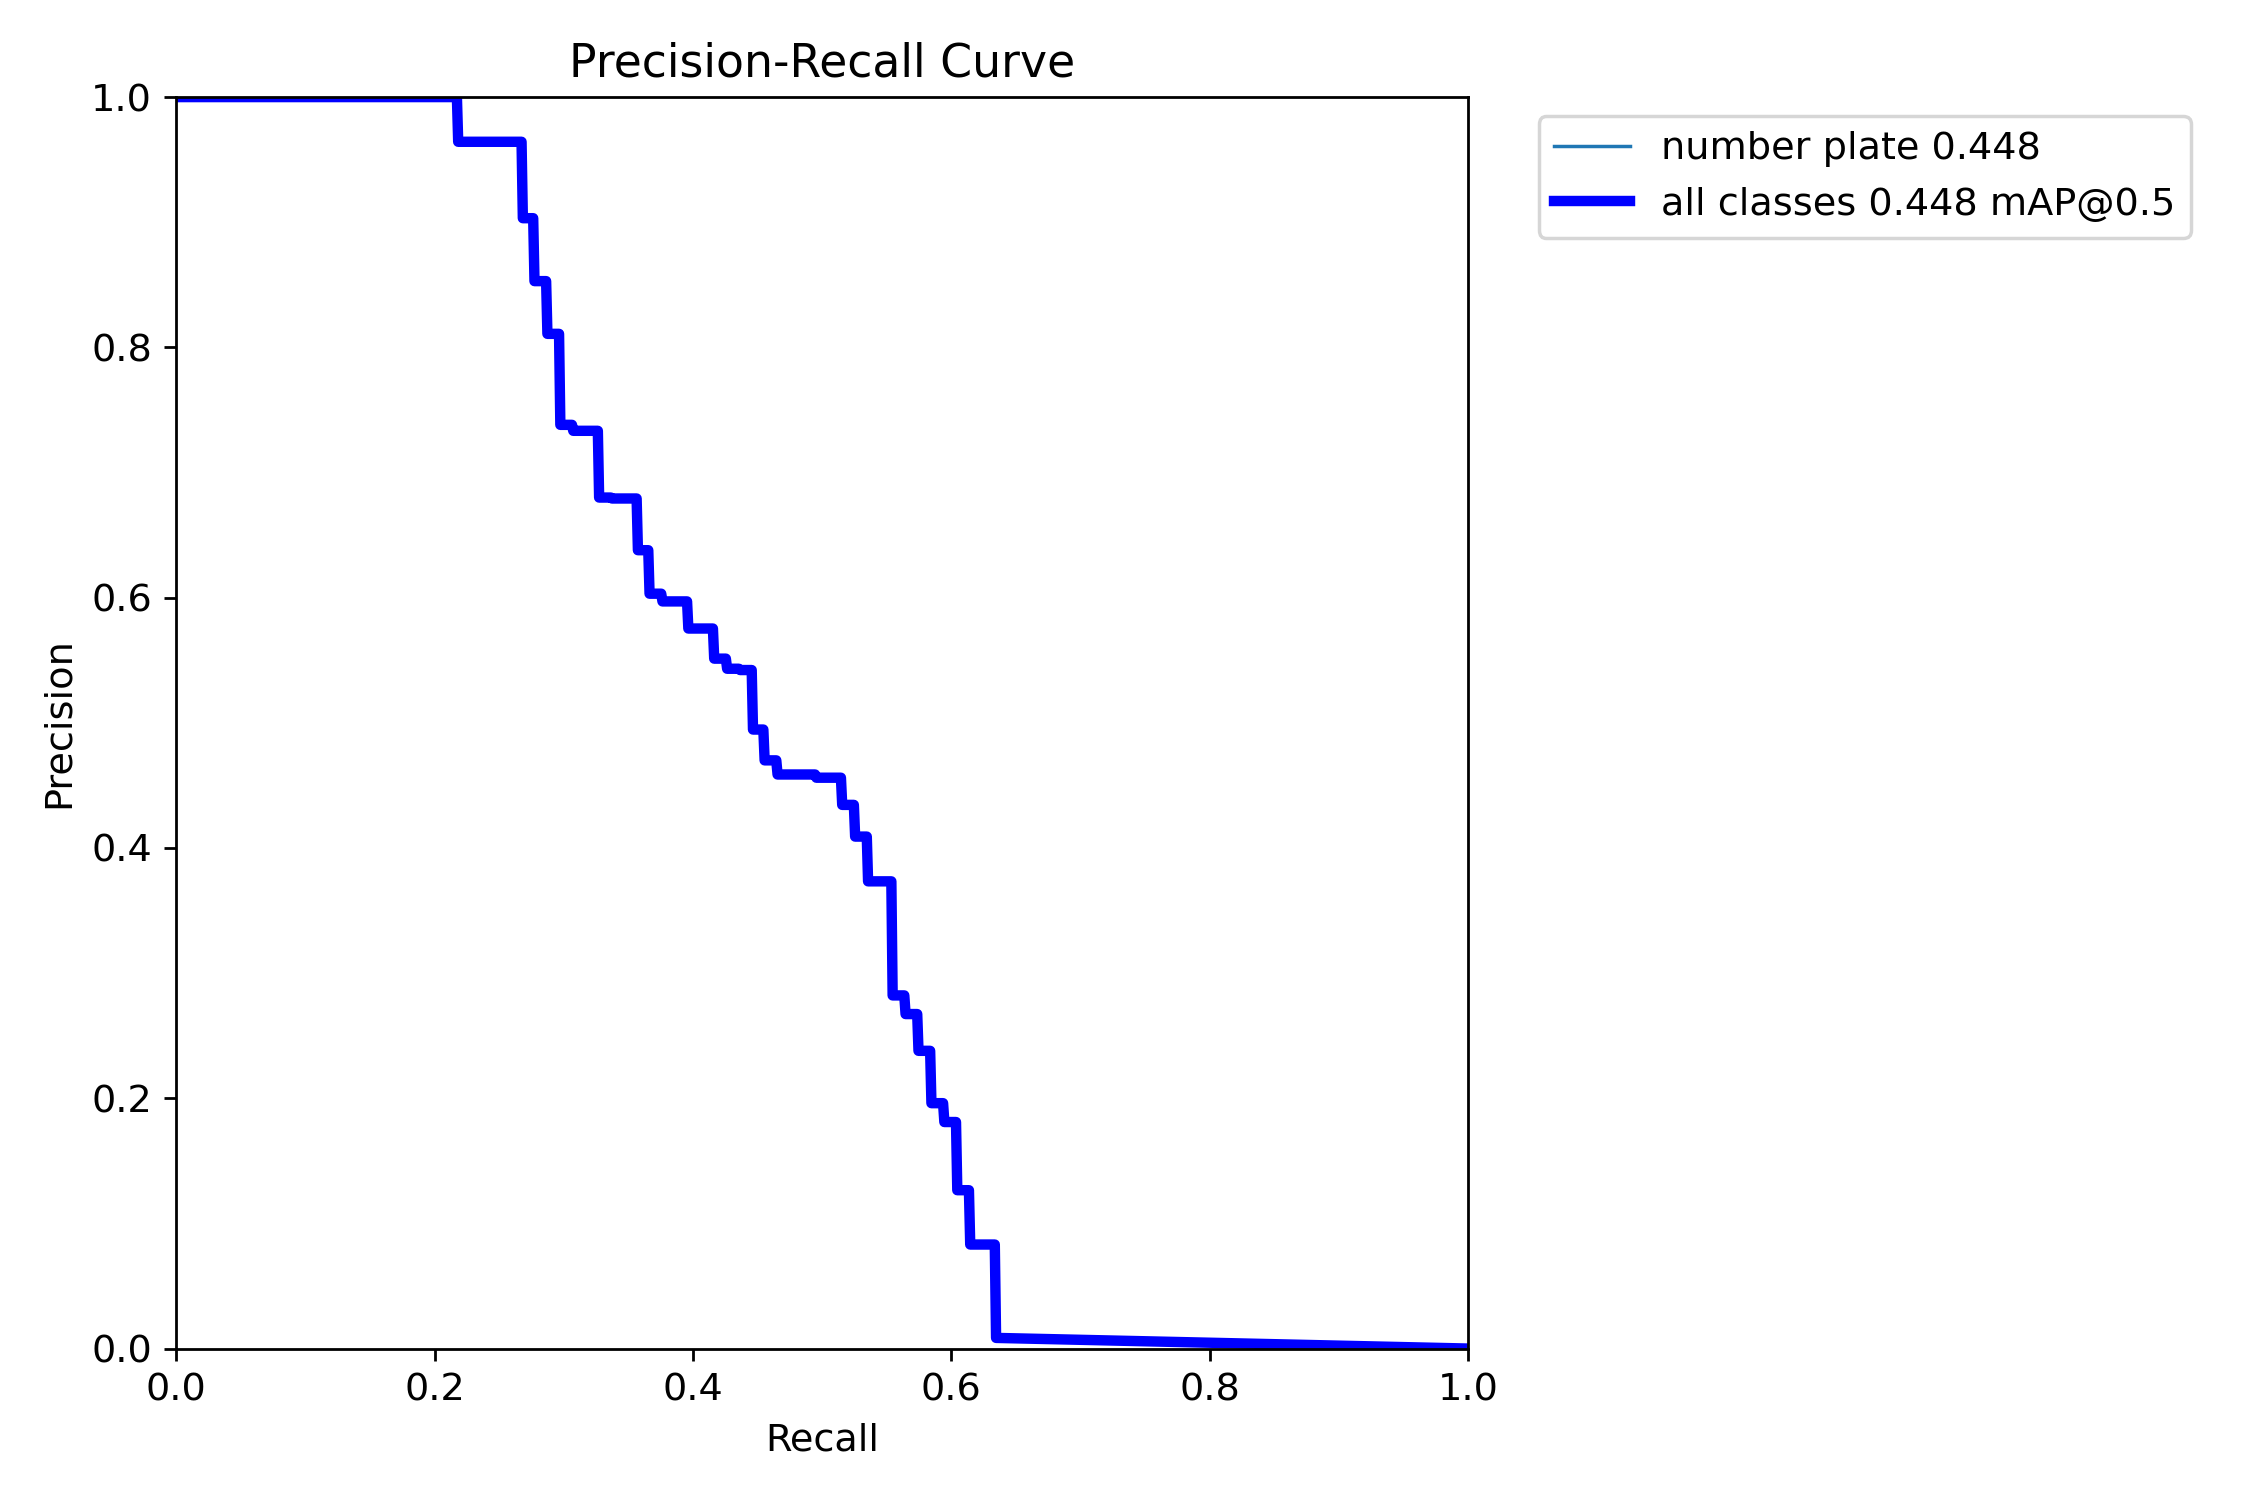 Precision-Recall Curve
1.0
0.8
0.6
0.4
0.2
0.0
Precision
0.0 0.2 0.4 0.6 0.8 1.0
Recall
number plate 0.448
all classes 0.448 mAP@0.5